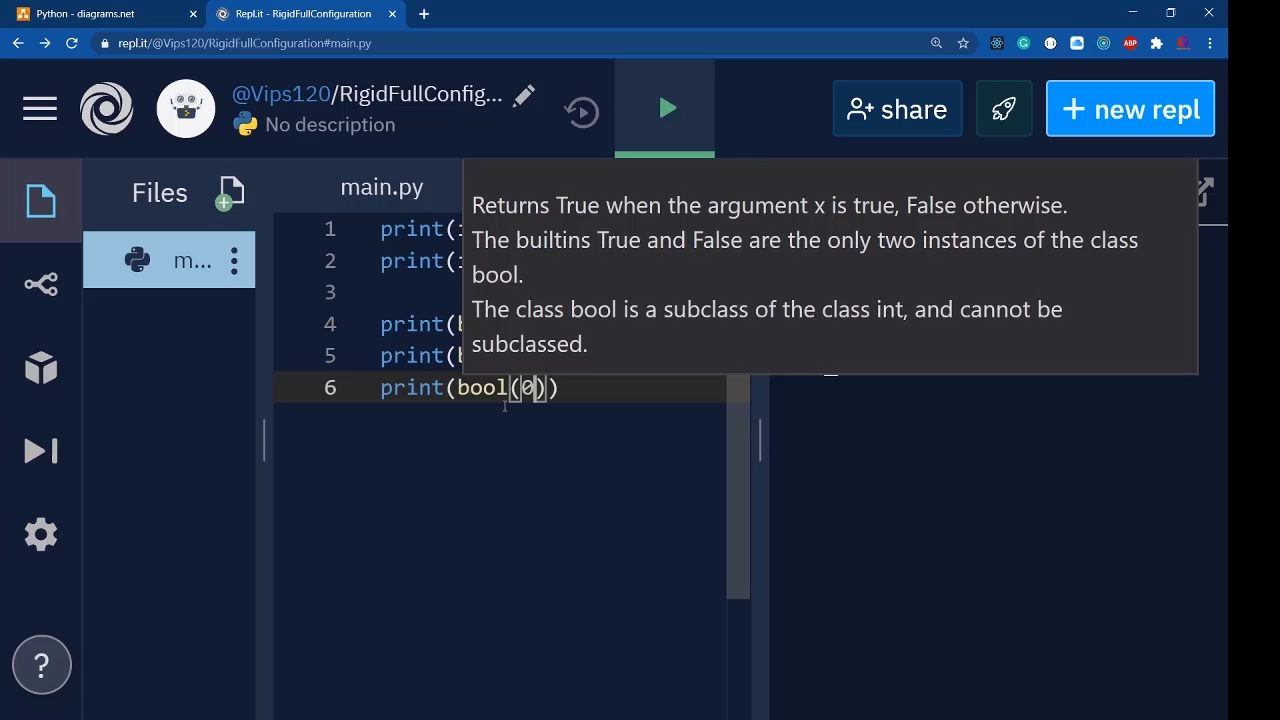 Python - diagrams.net
Repl.it - RigidFullConfiguration
repl.it/@Vips120/RigidFullConfiguration#main.py
ABP
@Vips120/RigidFullConfig...
No description
share
+ new repl
Files
main.py
m...
Returns True when the argument x is true, False otherwise.
The builtins True and False are the only two instances of the class
bool.
The class bool is a subclass of the class int, and cannot be
subclassed.
1 print(i
2 print(i
3
4 print(b
5 print(b
6 print(bool(0))
?